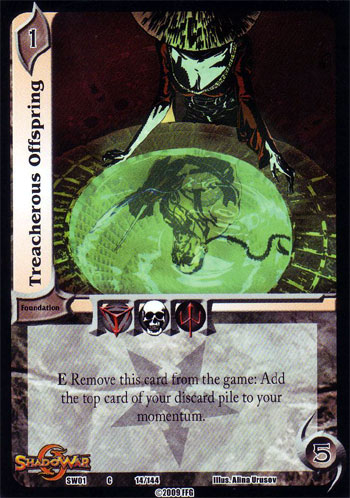 1
Treacherous Offspring
Foundation
E Remove this card from the game: Add
the top card of your discard pile to your
momentum.
5
SHADOWAR
SW01 C 14/144 Illus. Alina Urusov
©2009 FFG